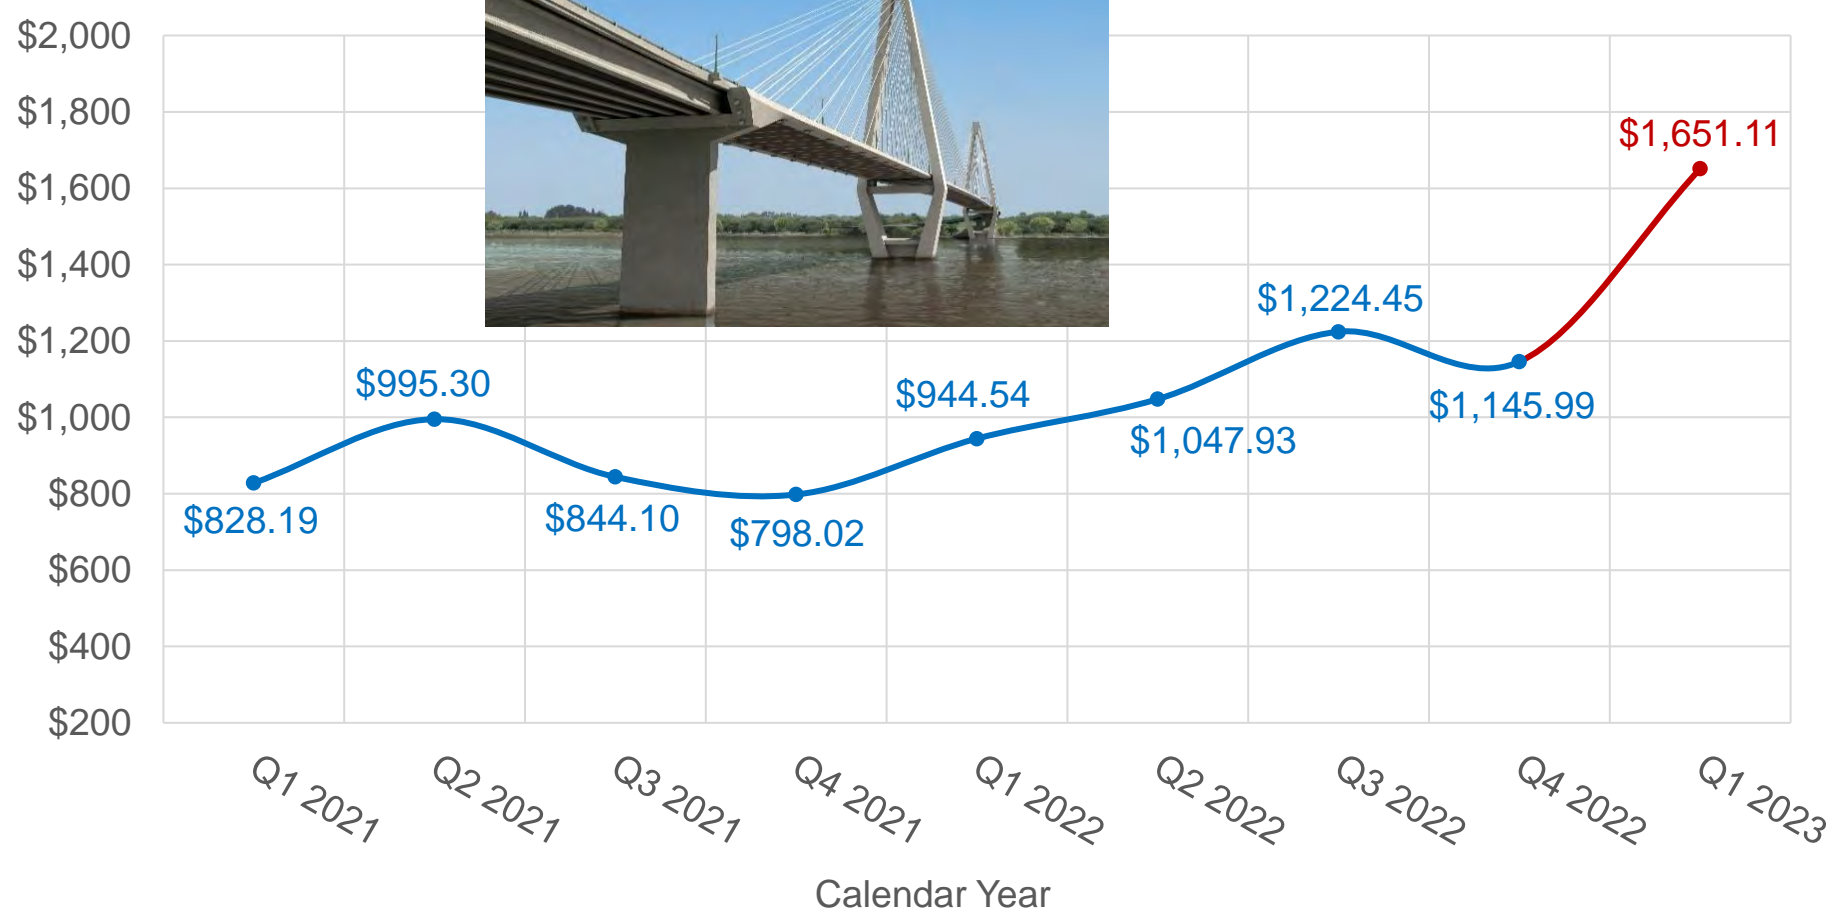 $2,000
$1,800
$1,600
$1,400
$1,200
$1,000
$800
$600
$400
$200
$828.19
$995.30
$844.10
$798.02
$944.54
$1,047.93
$1,224.45
$1,145.99
$1,651.11
Q1 2021
Q2 2021
Q3 2021
Q4 2021
Q1 2022
Q2 2022
Q3 2022
Q4 2022
Q1 2023
Calendar Year